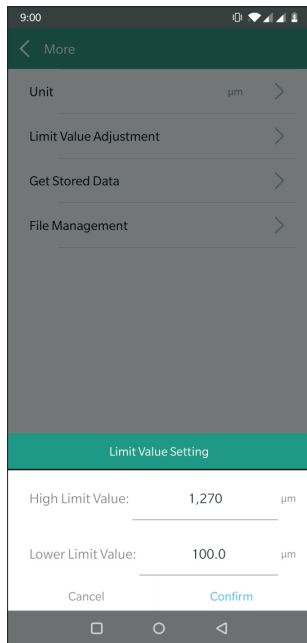 9:00
More
Unit μm
Limit Value Adjustment
Get Stored Data
File Management
Limit Value Setting
High Limit Value: 1,270 μm
Lower Limit Value: 100.0 μm
Cancel Confirm